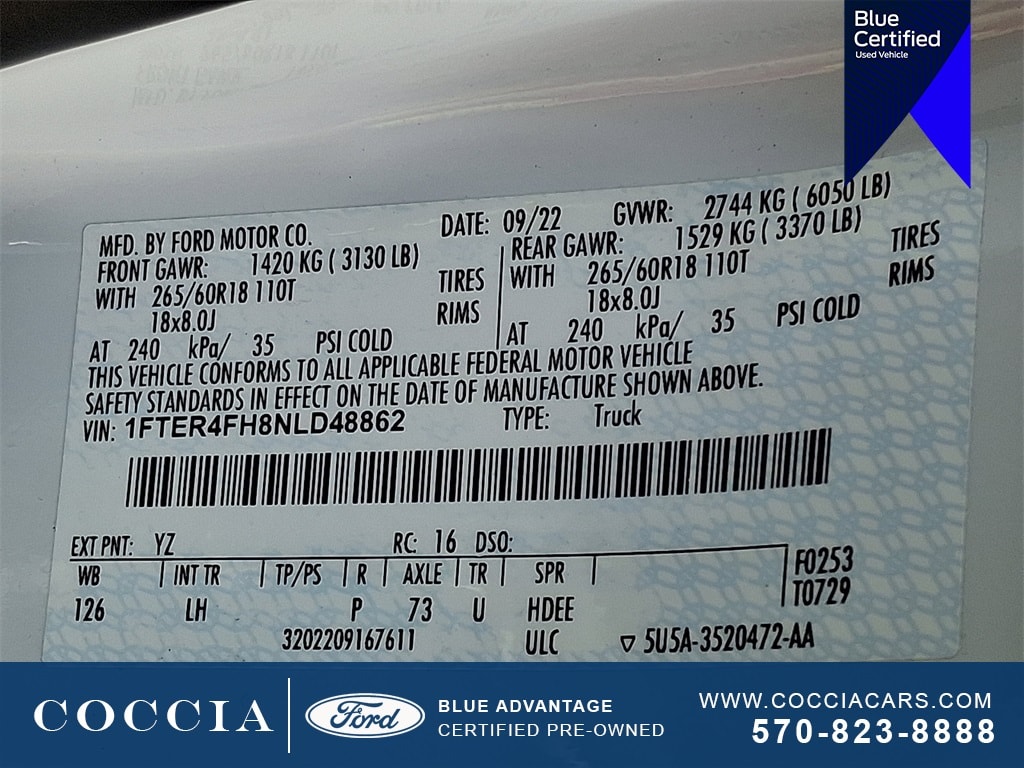 Blue
Certified
Used Vehicle
MFD. BY FORD MOTOR CO. DATE: 09/22 GVWR: 2744 KG ( 6050 LB)
FRONT GAWR: 1420 KG ( 3130 LB) REAR GAWR: 1529 KG ( 3370 LB)
WITH 265/60R18 110T TIRES WITH 265/60R18 110T TIRES
18x8.0J RIMS 18x8.0J RIMS
AT 240 kPa/ 35 PSI COLD AT 240 kPa/ 35 PSI COLD
THIS VEHICLE CONFORMS TO ALL APPLICABLE FEDERAL MOTOR VEHICLE
SAFETY STANDARDS IN EFFECT ON THE DATE OF MANUFACTURE SHOWN ABOVE.
VIN: 1FTER4FH8NLD48862 TYPE: Truck
EXT PNT: YZ RC: 16 DSO:
WB INT TR TP/PS R AXLE TR SPR F0253
126 LH P 73 U HDEE T0729
3202209167611 ULC ▽ 5U5A-3520472-AA
COCCIA Ford BLUE ADVANTAGE WWW.COCCIACARS.COM
CERTIFIED PRE-OWNED 570-823-8888